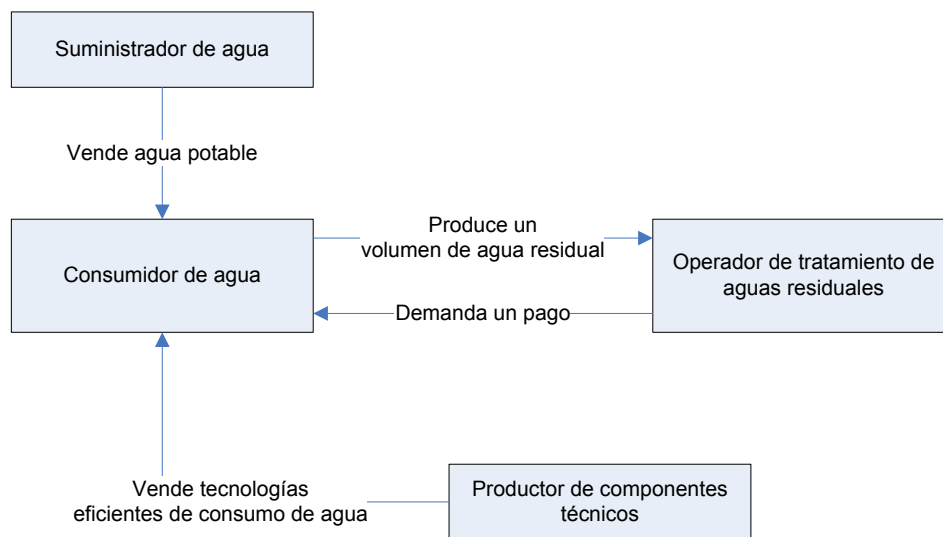 Suministrador de agua
Vende agua potable
Consumidor de agua
Produce un
volumen de agua residual
Demanda un pago
Operador de tratamiento de
aguas residuales
Vende tecnologías
eficientes de consumo de agua
Productor de componentes
técnicos